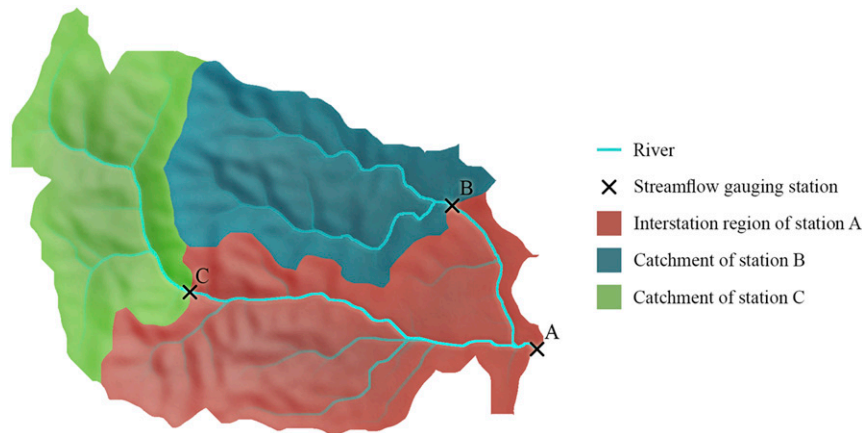 B
C
A
River
Streamflow gauging station
Interstation region of station A
Catchment of station B
Catchment of station C